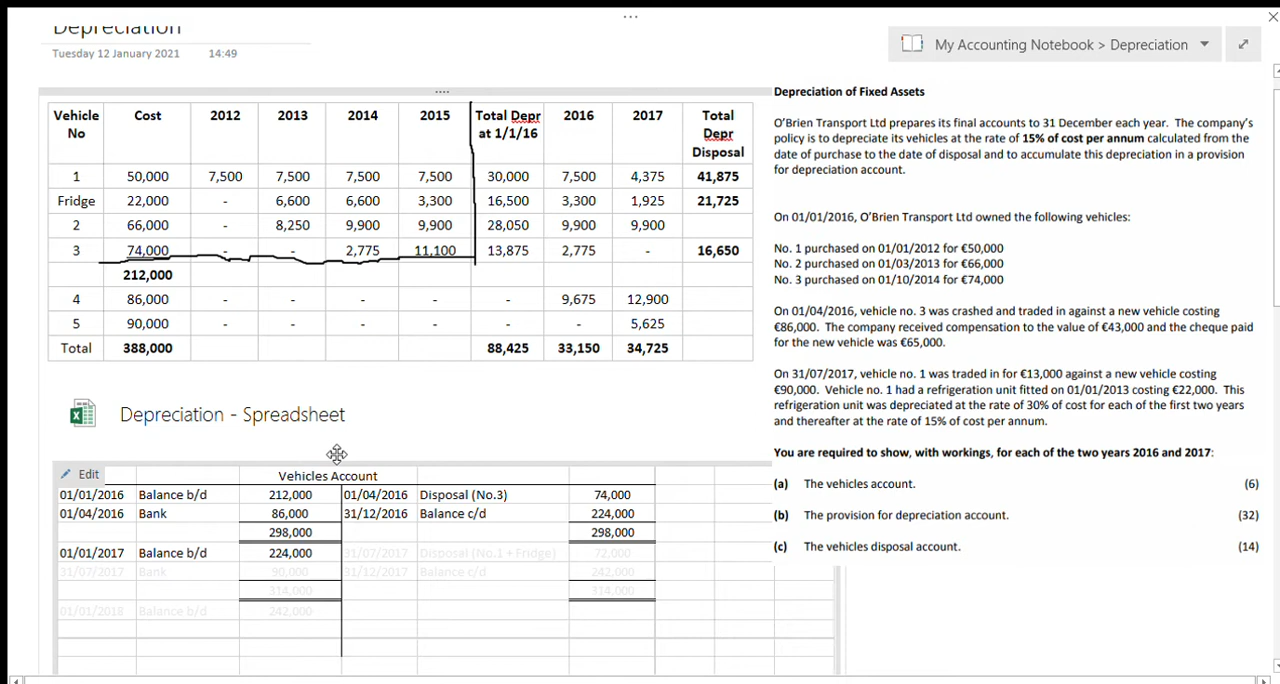 Depreciation
Tuesday 12 January 2021 14:49
My Accounting Notebook > Depreciation
Vehicle No Cost 2012 2013 2014 2015 Total Depr at 1/1/16 2016 2017 Total Depr Disposal
1 50,000 7,500 7,500 7,500 7,500 30,000 7,500 4,375 41,875
Fridge 22,000 - 6,600 6,600 3,300 16,500 3,300 1,925 21,725
2 66,000 - 8,250 9,900 9,900 28,050 9,900 9,900
3 74,000 - - 2,775 11,100 13,875 2,775 - 16,650
212,000
4 86,000 - - - - - 9,675 12,900
5 90,000 - - - - - - 5,625
Total 388,000 88,425 33,150 34,725
Depreciation - Spreadsheet
Edit
Vehicles Account
01/01/2016 Balance b/d 212,000 01/04/2016 Disposal (No.3) 74,000
01/04/2016 Bank 86,000 31/12/2016 Balance c/d 224,000
298,000 298,000
01/01/2017 Balance b/d 224,000 31/07/2017 Disposal (No.1 + Fridge) 72,000
31/07/2017 Bank 90,000 31/12/2017 Balance c/d 242,000
314,000 314,000
01/01/2018 Balance b/d 242,000
Depreciation of Fixed Assets
O'Brien Transport Ltd prepares its final accounts to 31 December each year. The company's
policy is to depreciate its vehicles at the rate of 15% of cost per annum calculated from the
date of purchase to the date of disposal and to accumulate this depreciation in a provision
for depreciation account.
On 01/01/2016, O'Brien Transport Ltd owned the following vehicles:
No. 1 purchased on 01/01/2012 for €50,000
No. 2 purchased on 01/03/2013 for €66,000
No. 3 purchased on 01/10/2014 for €74,000
On 01/04/2016, vehicle no. 3 was crashed and traded in against a new vehicle costing
€86,000. The company received compensation to the value of €43,000 and the cheque paid
for the new vehicle was €65,000.
On 31/07/2017, vehicle no. 1 was traded in for €13,000 against a new vehicle costing
€90,000. Vehicle no. 1 had a refrigeration unit fitted on 01/01/2013 costing €22,000. This
refrigeration unit was depreciated at the rate of 30% of cost for each of the first two years
and thereafter at the rate of 15% of cost per annum.
You are required to show, with workings, for each of the two years 2016 and 2017:
(a) The vehicles account. (6)
(b) The provision for depreciation account. (32)
(c) The vehicles disposal account. (14)